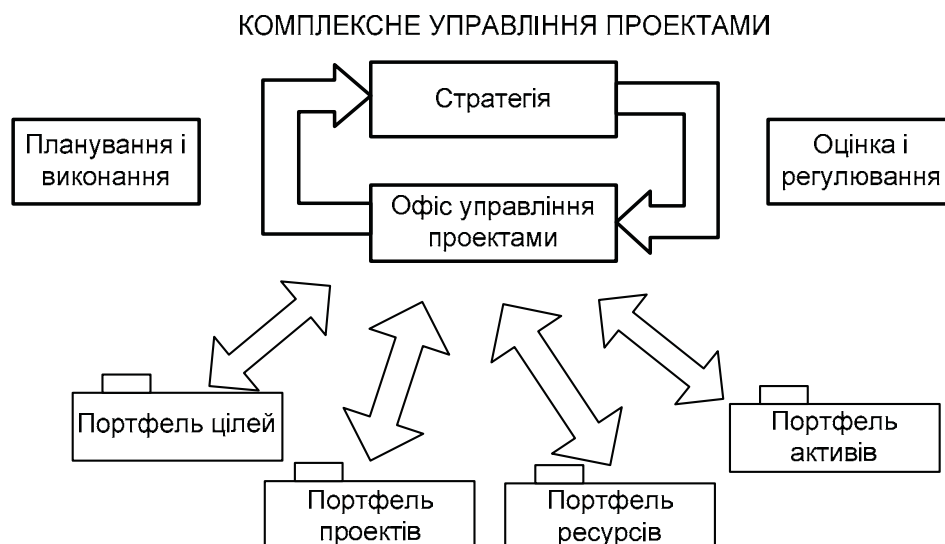 КОМПЛЕКСНЕ УПРАВЛІННЯ ПРОЕКТАМИ
Стратегія
Планування і
виконання
Оцінка і
регулювання
Офіс управління
проектами
Портфель цілей
Портфель
проектів
Портфель
ресурсів
Портфель
активів